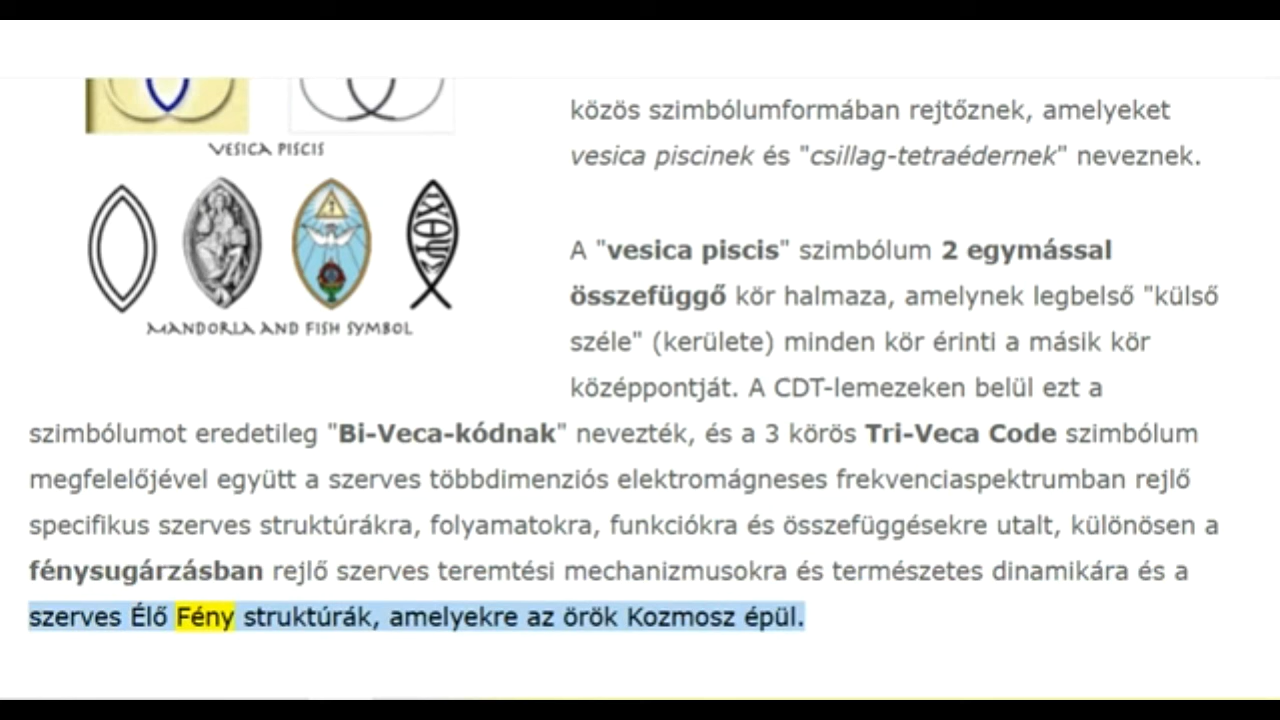 közös szimbólumformában rejtőznek, amelyeket
VESICA PISCIS
vesica piscinek és "csillag-tetraédernek" neveznek.
ΙΧΘΥΣ
A "vesica piscis" szimbólum 2 egymással
összefüggő kör halmaza, amelynek legbelső "külső
MANDORLA AND FISH SYMBOL
széle" (kerülete) minden kör érinti a másik kör
középpontját. A CDT-lemezeken belül ezt a
szimbólumot eredetileg "Bi-Veca-kódnak" nevezték, és a 3 körös Tri-Veca Code szimbólum
megfelelőjével együtt a szerves többdimenziós elektromágneses frekvenciaspektrumban rejlő
specifikus szerves struktúrákra, folyamatokra, funkciókra és összefüggésekre utalt, különösen a
fénysugárzásban rejlő szerves teremtési mechanizmusokra és természetes dinamikára és a
szerves Élő Fény struktúrák, amelyekre az örök Kozmosz épül.